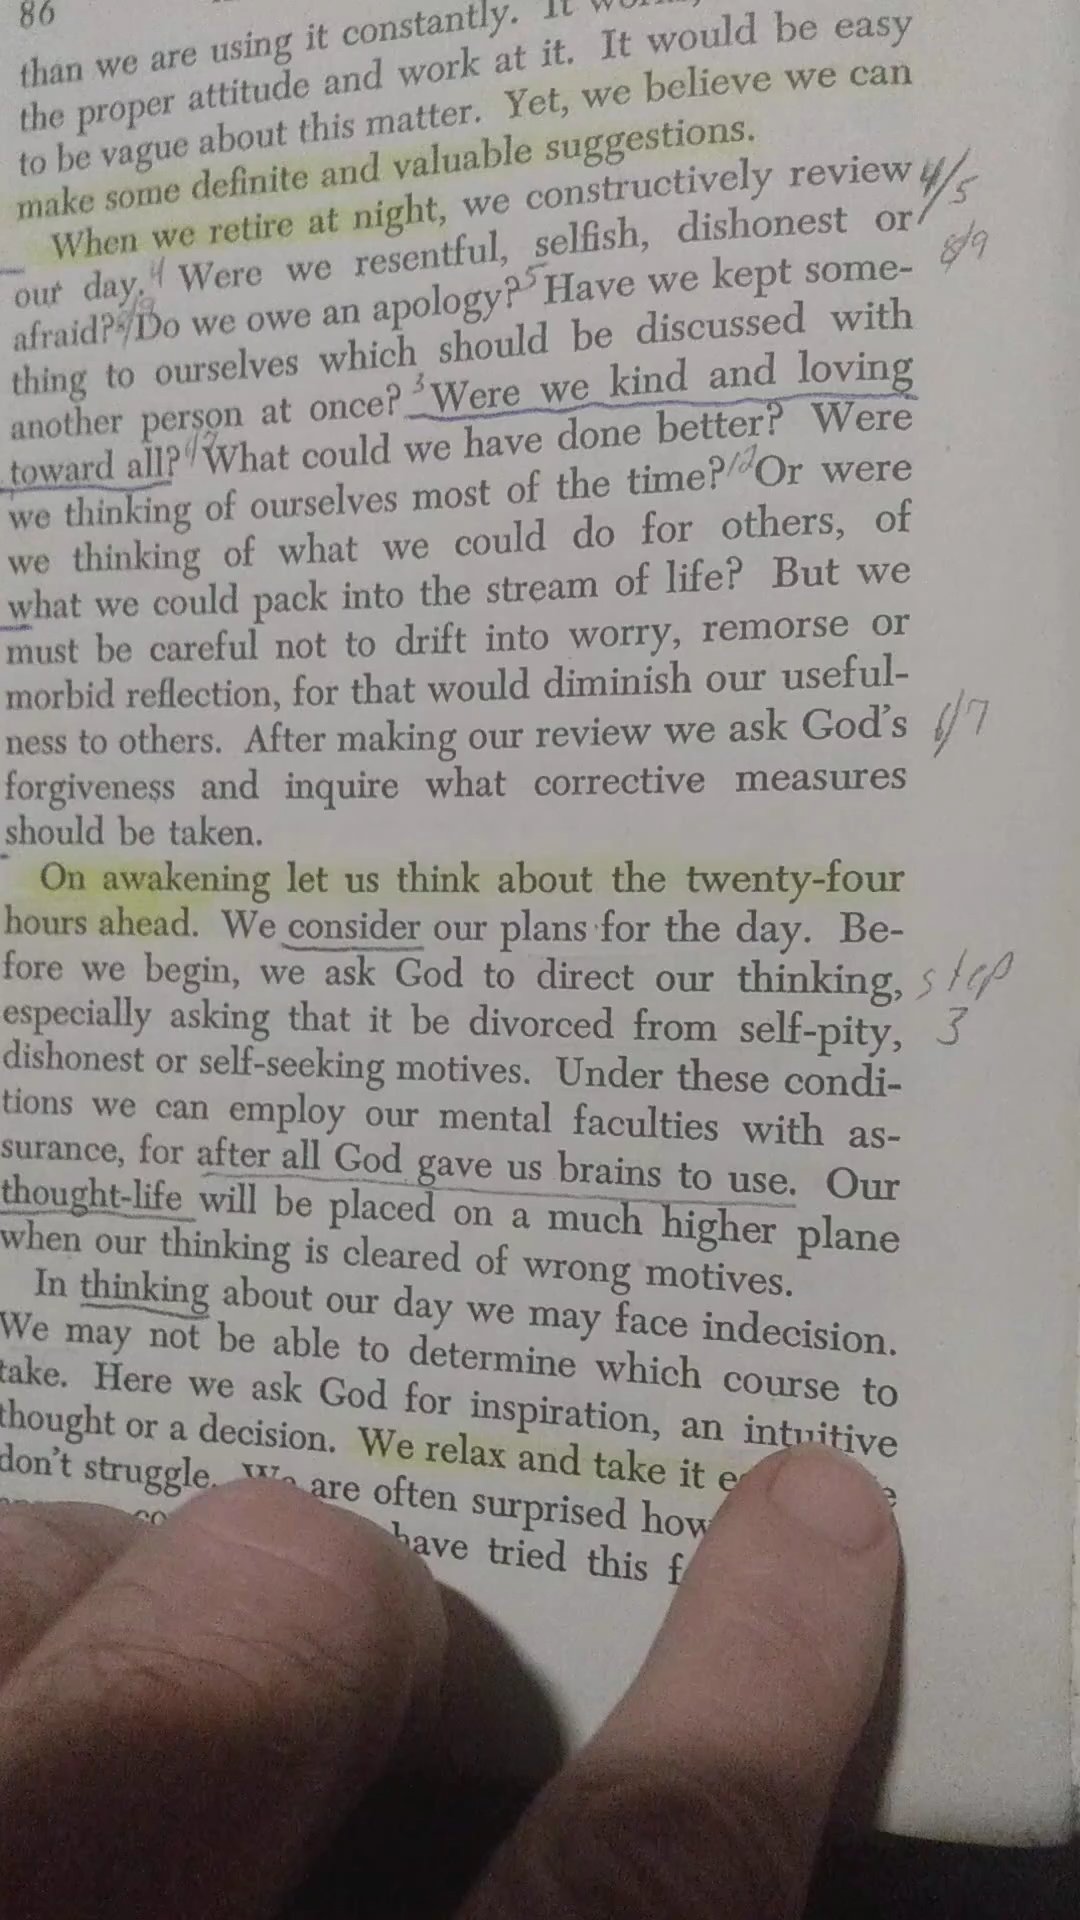 86
than we are using it constantly. It
the proper attitude and work at it. It would be easy
to be vague about this matter. Yet, we believe we can
make some definite and valuable suggestions.
When we retire at night, we constructively review 4/5
our day. 4 Were we resentful, selfish, dishonest or 8/9
afraid? Do we owe an apology? 5 Have we kept some-
thing to ourselves which should be discussed with
another person at once? 3 Were we kind and loving
toward all? What could we have done better? Were
we thinking of ourselves most of the time? 12 Or were
we thinking of what we could do for others, of
what we could pack into the stream of life? But we
must be careful not to drift into worry, remorse or
morbid reflection, for that would diminish our useful-
ness to others. After making our review we ask God's 6/7
forgiveness and inquire what corrective measures
should be taken.
On awakening let us think about the twenty-four
hours ahead. We consider our plans for the day. Be-
fore we begin, we ask God to direct our thinking, step
especially asking that it be divorced from self-pity, 3
dishonest or self-seeking motives. Under these condi-
tions we can employ our mental faculties with as-
surance, for after all God gave us brains to use. Our
thought-life will be placed on a much higher plane
when our thinking is cleared of wrong motives.
In thinking about our day we may face indecision.
We may not be able to determine which course to
take. Here we ask God for inspiration, an intuitive
thought or a decision. We relax and take it
don't struggle. We are often surprised how
have tried this